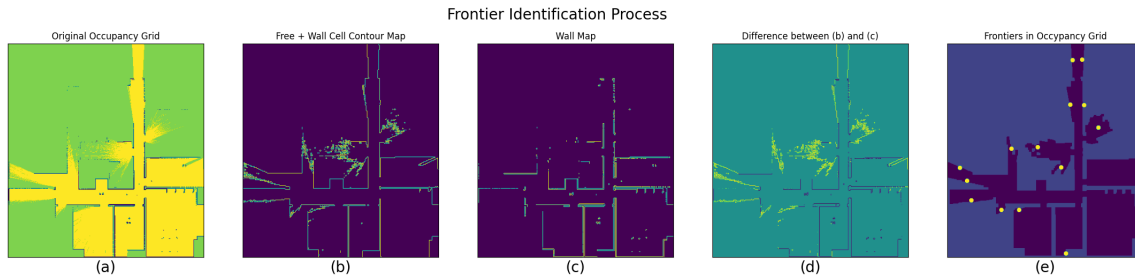 Frontier Identification Process
Original Occupancy Grid
Free + Wall Cell Contour Map
Wall Map
Difference between (b) and (c)
Frontiers in Occypancy Grid
(a)
(b)
(c)
(d)
(e)